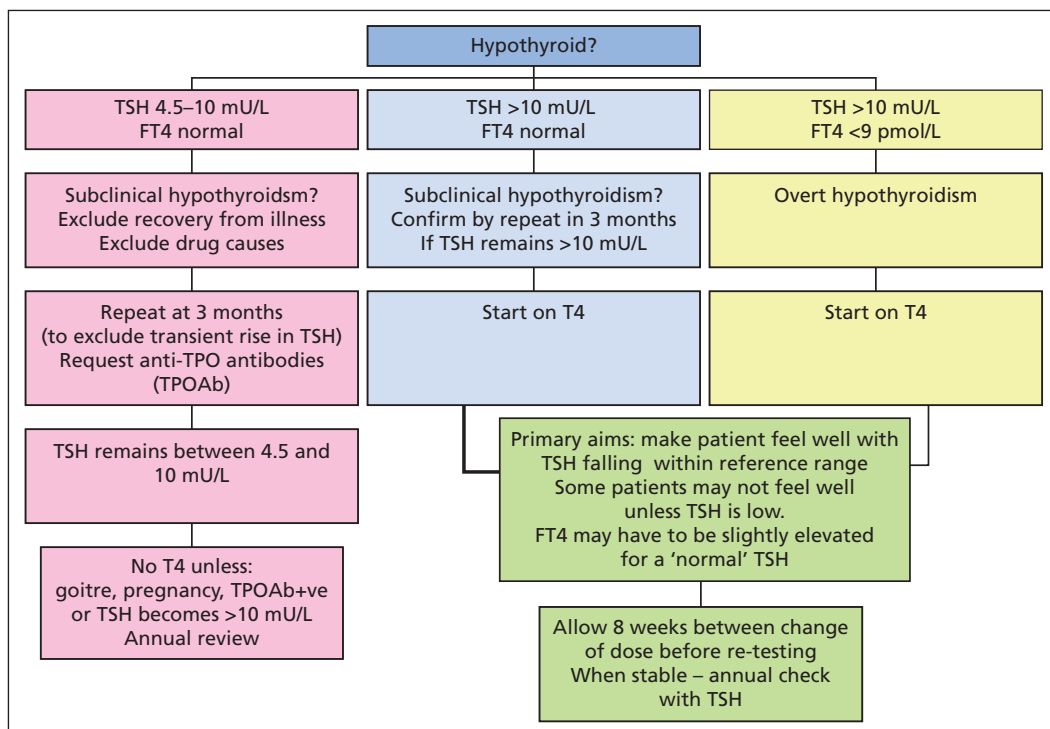 Hypothyroid?
TSH 4.5–10 mU/L
FT4 normal
TSH >10 mU/L
FT4 normal
TSH >10 mU/L
FT4 <9 pmol/L
Subclinical hypothyroidsm?
Exclude recovery from illness
Exclude drug causes
Subclinical hypothyroidism?
Confirm by repeat in 3 months
If TSH remains >10 mU/L
Overt hypothyroidism
Repeat at 3 months
(to exclude transient rise in TSH)
Request anti-TPO antibodies
(TPOAb)
Start on T4
Start on T4
TSH remains between 4.5 and
10 mU/L
No T4 unless:
goitre, pregnancy, TPOAb+ve
or TSH becomes >10 mU/L
Annual review
Primary aims: make patient feel well with
TSH falling within reference range
Some patients may not feel well
unless TSH is low.
FT4 may have to be slightly elevated
for a ‘normal’ TSH
Allow 8 weeks between change
of dose before re-testing
When stable – annual check
with TSH